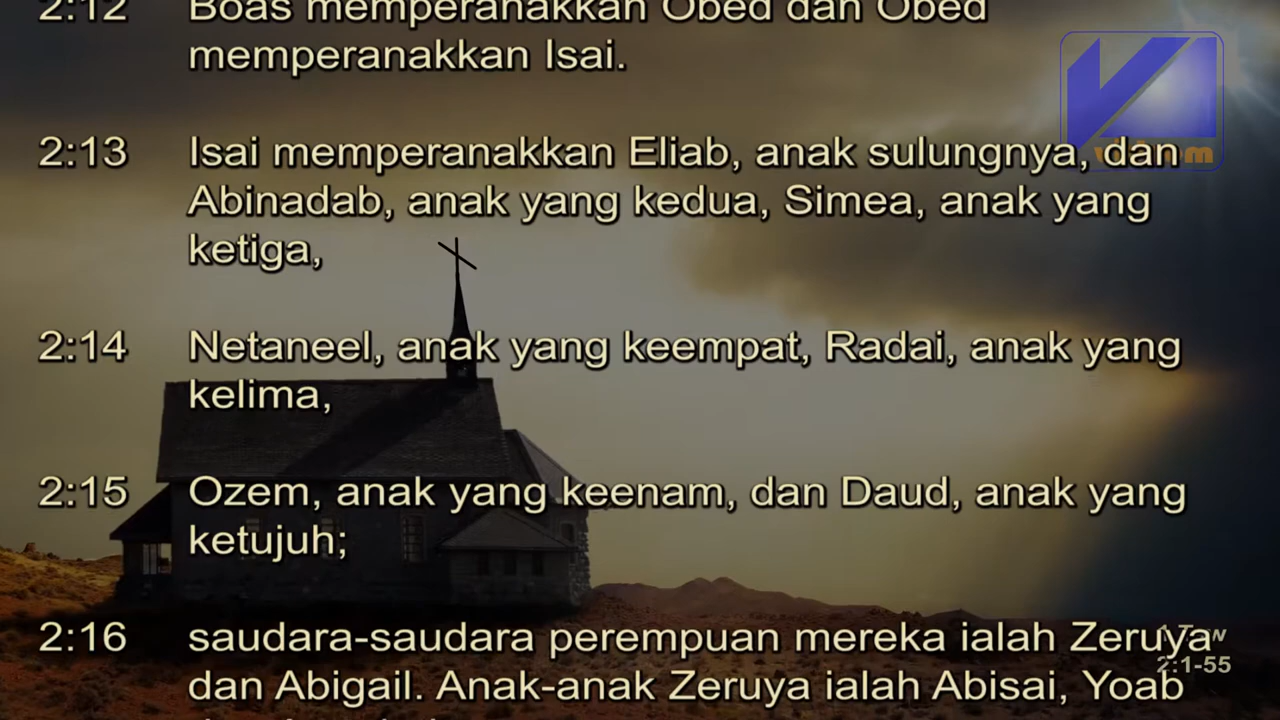 2:12 Boas memperanakkan Obed dan Obed
memperanakkan Isai.
2:13 Isai memperanakkan Eliab, anak sulungnya, dan
Abinadab, anak yang kedua, Simea, anak yang
ketiga,
2:14 Netaneel, anak yang keempat, Radai, anak yang
kelima,
2:15 Ozem, anak yang keenam, dan Daud, anak yang
ketujuh;
2:16 saudara-saudara perempuan mereka ialah Zeruya
dan Abigail. Anak-anak Zeruya ialah Abisai, Yoab
2:1-55